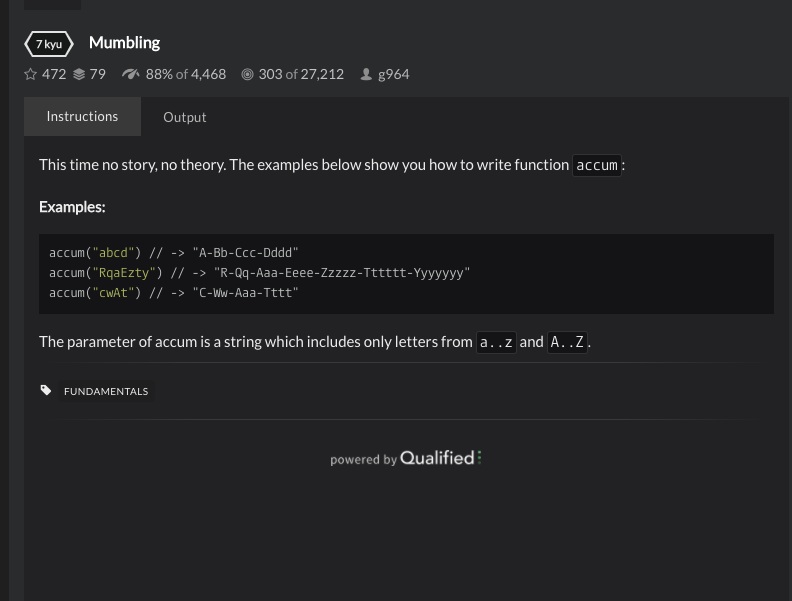 7 kyu Mumbling
472 79 88% of 4,468 303 of 27,212 g964
Instructions Output
This time no story, no theory. The examples below show you how to write function accum:
Examples:
accum("abcd") // -> "A-Bb-Ccc-Dddd"
accum("RqaEzty") // -> "R-Qq-Aaa-Eeee-Zzzzz-Tttttt-Yyyyyyy"
accum("cwAt") // -> "C-Ww-Aaa-Tttt"
The parameter of accum is a string which includes only letters from a..z and A..Z.
FUNDAMENTALS
powered by Qualified